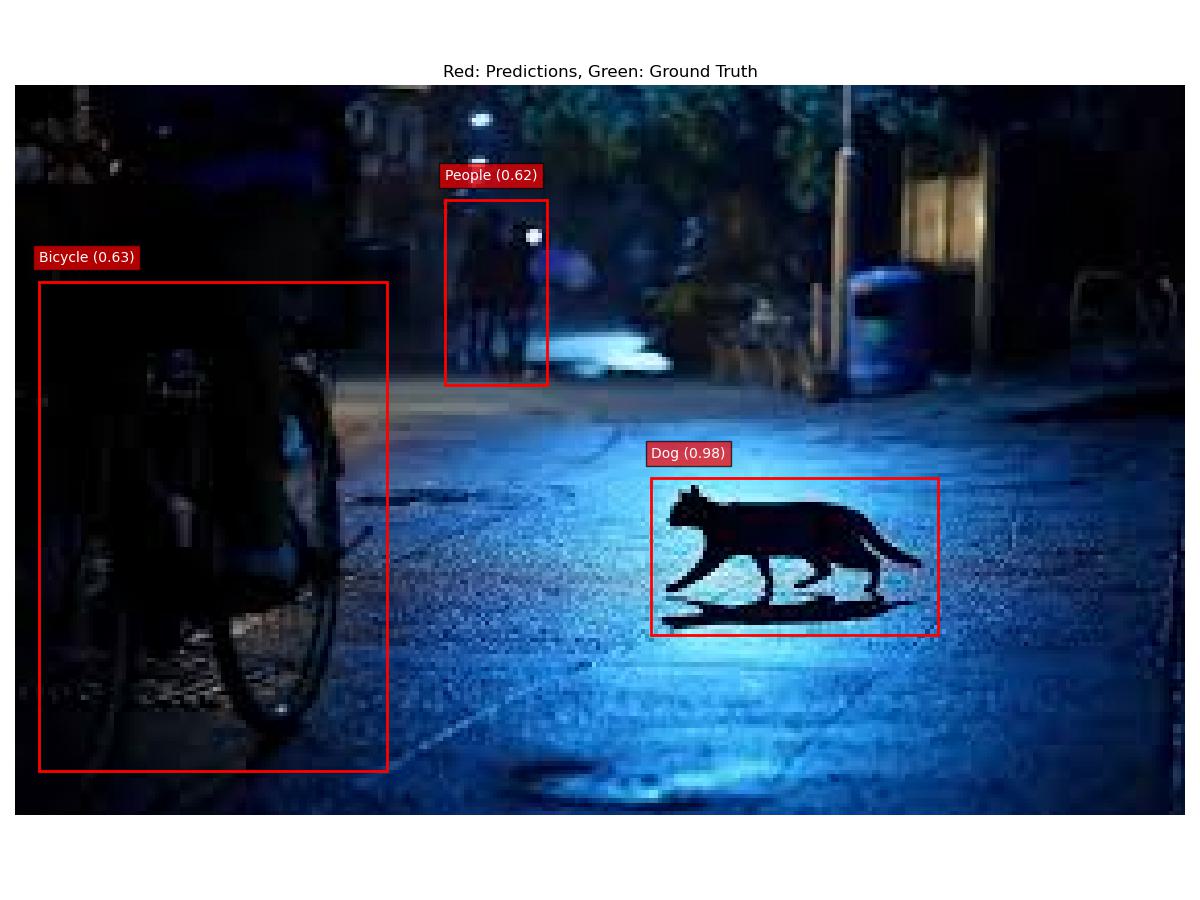 Red: Predictions, Green: Ground Truth
People (0.62)
Bicycle (0.63)
Dog (0.98)